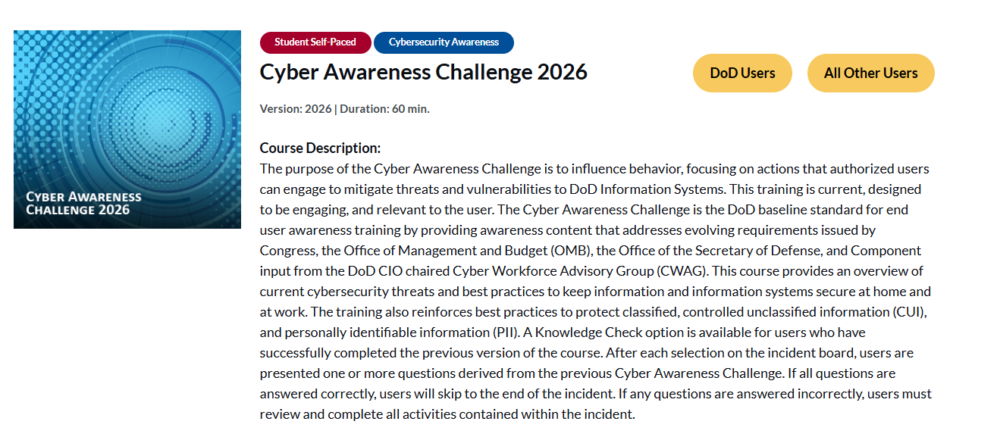 Student Self-Paced
Cybersecurity Awareness
Cyber Awareness Challenge 2026
DoD Users
All Other Users
Version: 2026 | Duration: 60 min.
CYBER AWARENESS
CHALLENGE 2026
Course Description:
The purpose of the Cyber Awareness Challenge is to influence behavior, focusing on actions that authorized users
can engage to mitigate threats and vulnerabilities to DoD Information Systems. This training is current, designed
to be engaging, and relevant to the user. The Cyber Awareness Challenge is the DoD baseline standard for end
user awareness training by providing awareness content that addresses evolving requirements issued by
Congress, the Office of Management and Budget (OMB), the Office of the Secretary of Defense, and Component
input from the DoD CIO chaired Cyber Workforce Advisory Group (CWAG). This course provides an overview of
current cybersecurity threats and best practices to keep information and information systems secure at home and
at work. The training also reinforces best practices to protect classified, controlled unclassified information (CUI),
and personally identifiable information (PII). A Knowledge Check option is available for users who have
successfully completed the previous version of the course. After each selection on the incident board, users are
presented one or more questions derived from the previous Cyber Awareness Challenge. If all questions are
answered correctly, users will skip to the end of the incident. If any questions are answered incorrectly, users must
review and complete all activities contained within the incident.